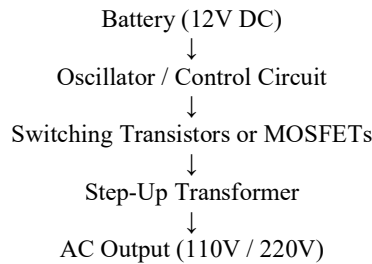 Battery (12V DC)
↓
Oscillator / Control Circuit
↓
Switching Transistors or MOSFETs
↓
Step-Up Transformer
↓
AC Output (110V / 220V)